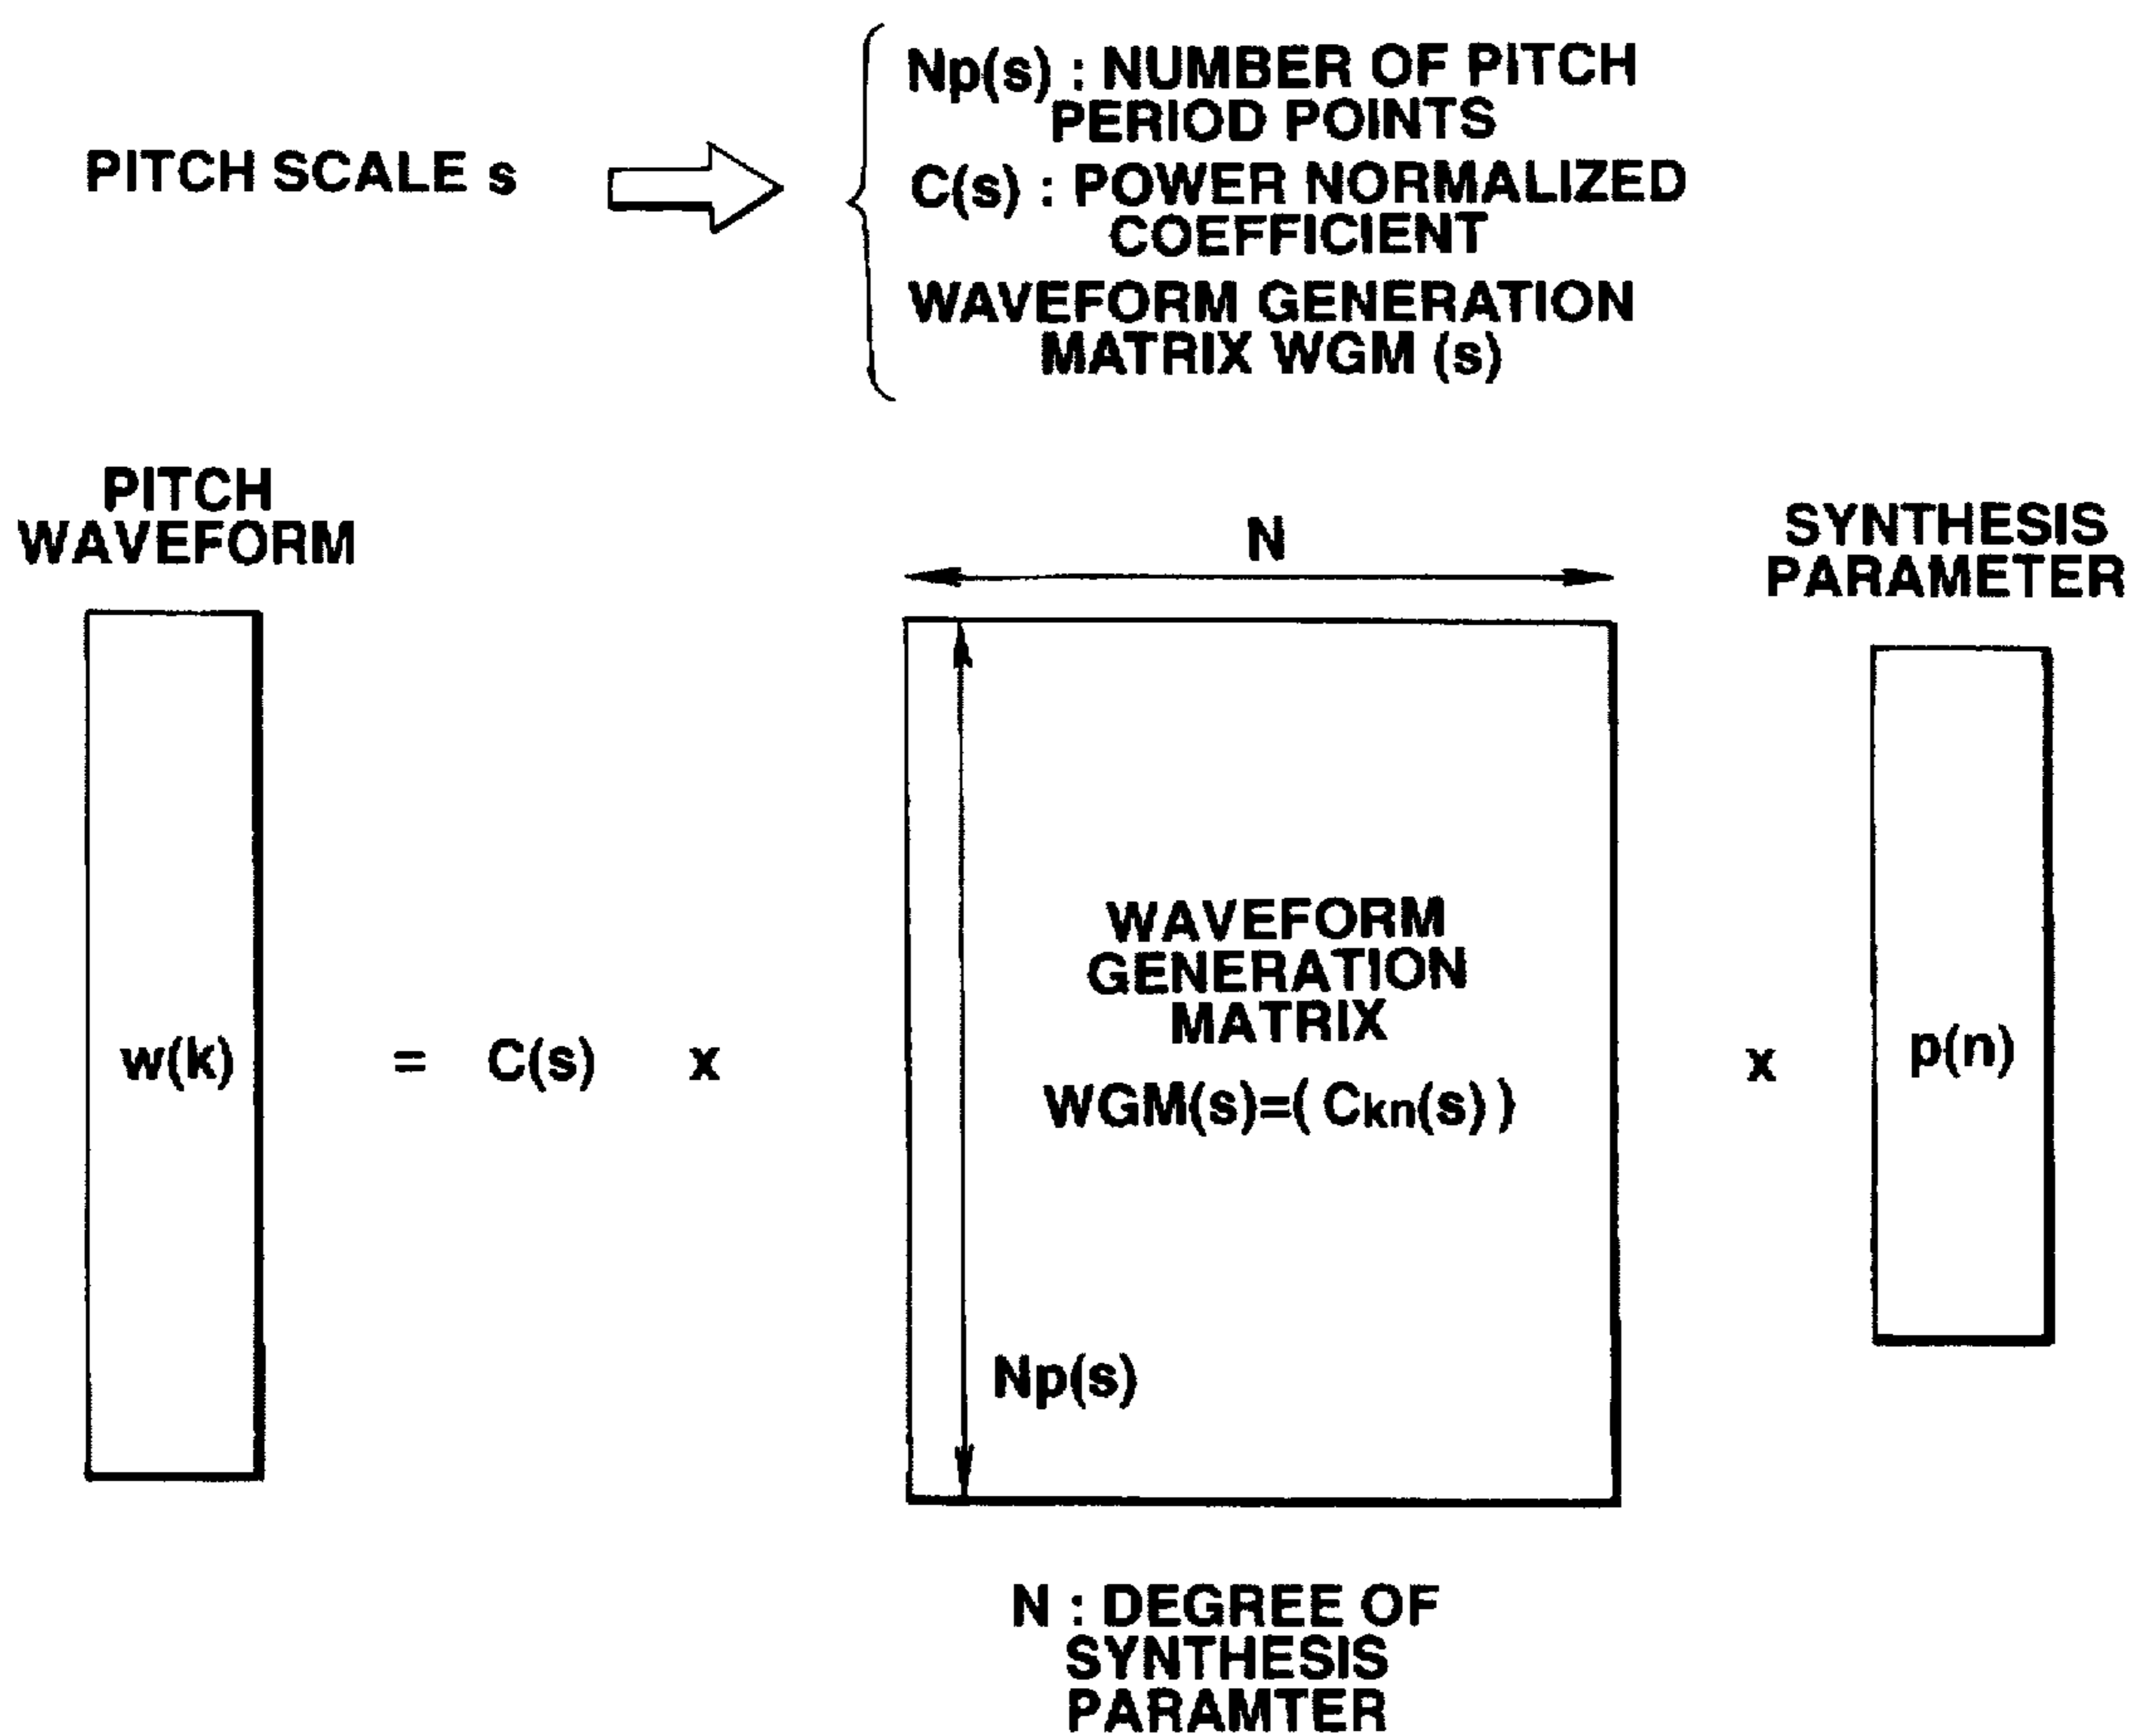 Np(s) : NUMBER OF PITCH
PERIOD POINTS
PITCH SCALE s
C(s) : POWER NORMALIZED
COEFFICIENT
WAVEFORM GENERATION
MATRIX WGM (s)
PITCH
WAVEFORM
N
SYNTHESIS
PARAMETER
WAVEFORM
GENERATION
MATRIX
w(k) = C(s) x
WGM(s)=( Ckn(s) )
x p(n)
Np(s)
N : DEGREE OF
SYNTHESIS
PARAMTER